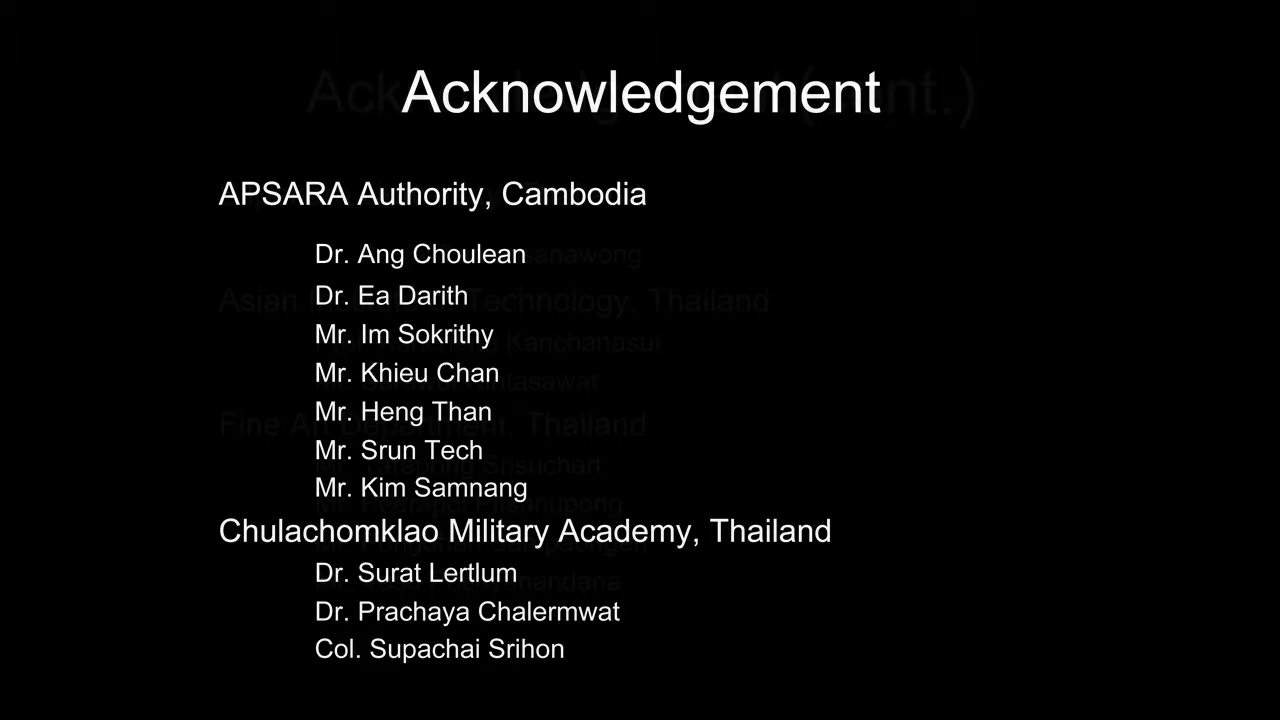 Acknowledgement
APSARA Authority, Cambodia
Dr. Ang Choulean
Dr. Ea Darith
Mr. Im Sokrithy
Mr. Khieu Chan
Mr. Heng Than
Mr. Srun Tech
Mr. Kim Samnang
Chulachomklao Military Academy, Thailand
Dr. Surat Lertlum
Dr. Prachaya Chalermwat
Col. Supachai Srihon